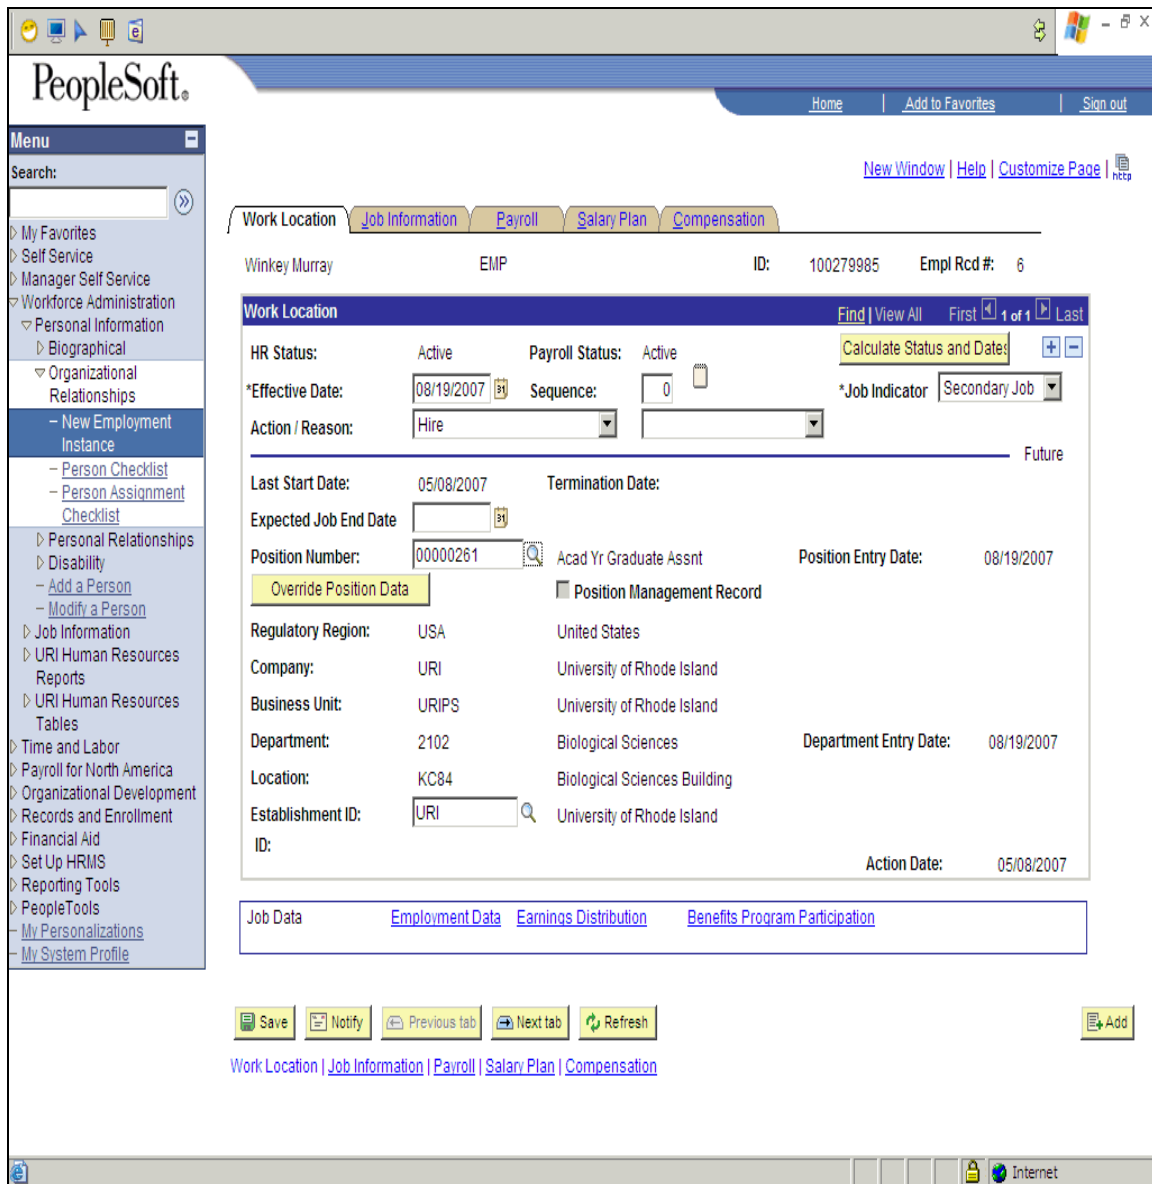 PeopleSoft®
Home | Add to Favorites | Sign out
Menu
Search:
My Favorites
Self Service
Manager Self Service
Workforce Administration
Personal Information
Biographical
Organizational
Relationships
– New Employment
Instance
– Person Checklist
– Person Assignment
Checklist
Personal Relationships
Disability
– Add a Person
– Modify a Person
Job Information
URI Human Resources
Reports
URI Human Resources
Tables
Time and Labor
Payroll for North America
Organizational Development
Records and Enrollment
Financial Aid
Set Up HRMS
Reporting Tools
PeopleTools
– My Personalizations
– My System Profile
New Window | Help | Customize Page | http
Work Location Job Information Payroll Salary Plan Compensation
Winkey Murray EMP ID: 100279985 Empl Rcd #: 6
Work Location Find | View All First 1 of 1 Last
HR Status: Active Payroll Status: Active Calculate Status and Dates + –
*Effective Date: 08/19/2007 31 Sequence: 0 *Job Indicator Secondary Job
Action / Reason: Hire
Future
Last Start Date: 05/08/2007 Termination Date:
Expected Job End Date 31
Position Number: 00000261 Acad Yr Graduate Assnt Position Entry Date: 08/19/2007
Override Position Data Position Management Record
Regulatory Region: USA United States
Company: URI University of Rhode Island
Business Unit: URIPS University of Rhode Island
Department: 2102 Biological Sciences Department Entry Date: 08/19/2007
Location: KC84 Biological Sciences Building
Establishment ID: URI University of Rhode Island
ID:
Action Date: 05/08/2007
Job Data Employment Data Earnings Distribution Benefits Program Participation
Save Notify Previous tab Next tab Refresh Add
Work Location | Job Information | Payroll | Salary Plan | Compensation
Internet